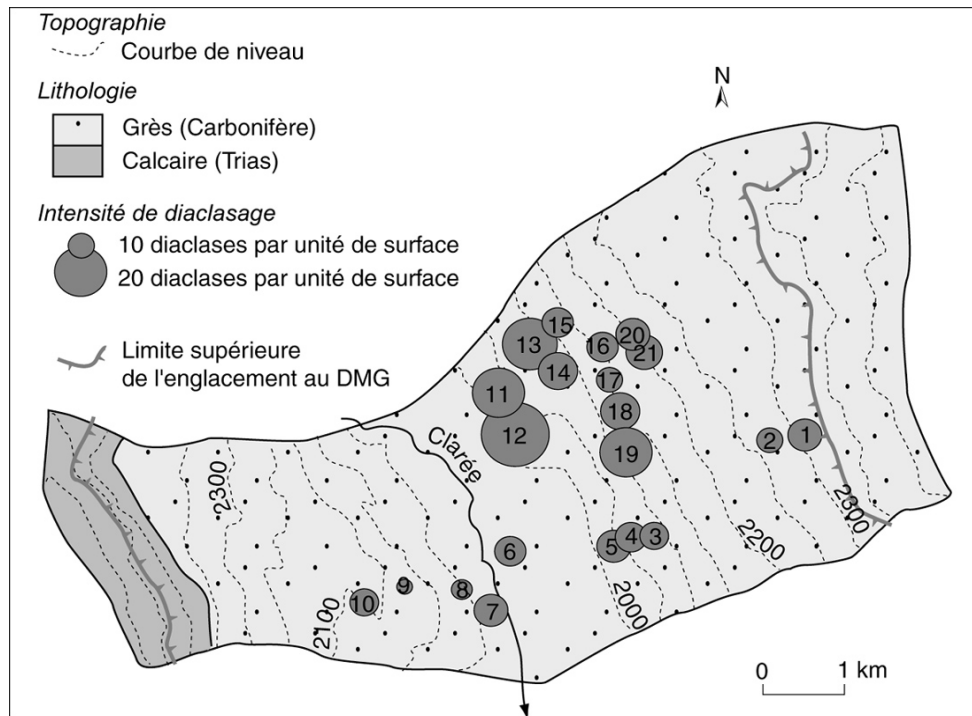 Topographie
Courbe de niveau
Lithologie
Grès (Carbonifère)
Calcaire (Trias)
Intensité de diaclasage
10 diaclases par unité de surface
20 diaclases par unité de surface
Limite supérieure
de l'englacement au DMG
N
15
13
16
20
21
14
17
11
18
12
19
Clarée
2
1
2300
2300
6
5
4
3
2200
10
9
8
7
2100
2000
0
1 km